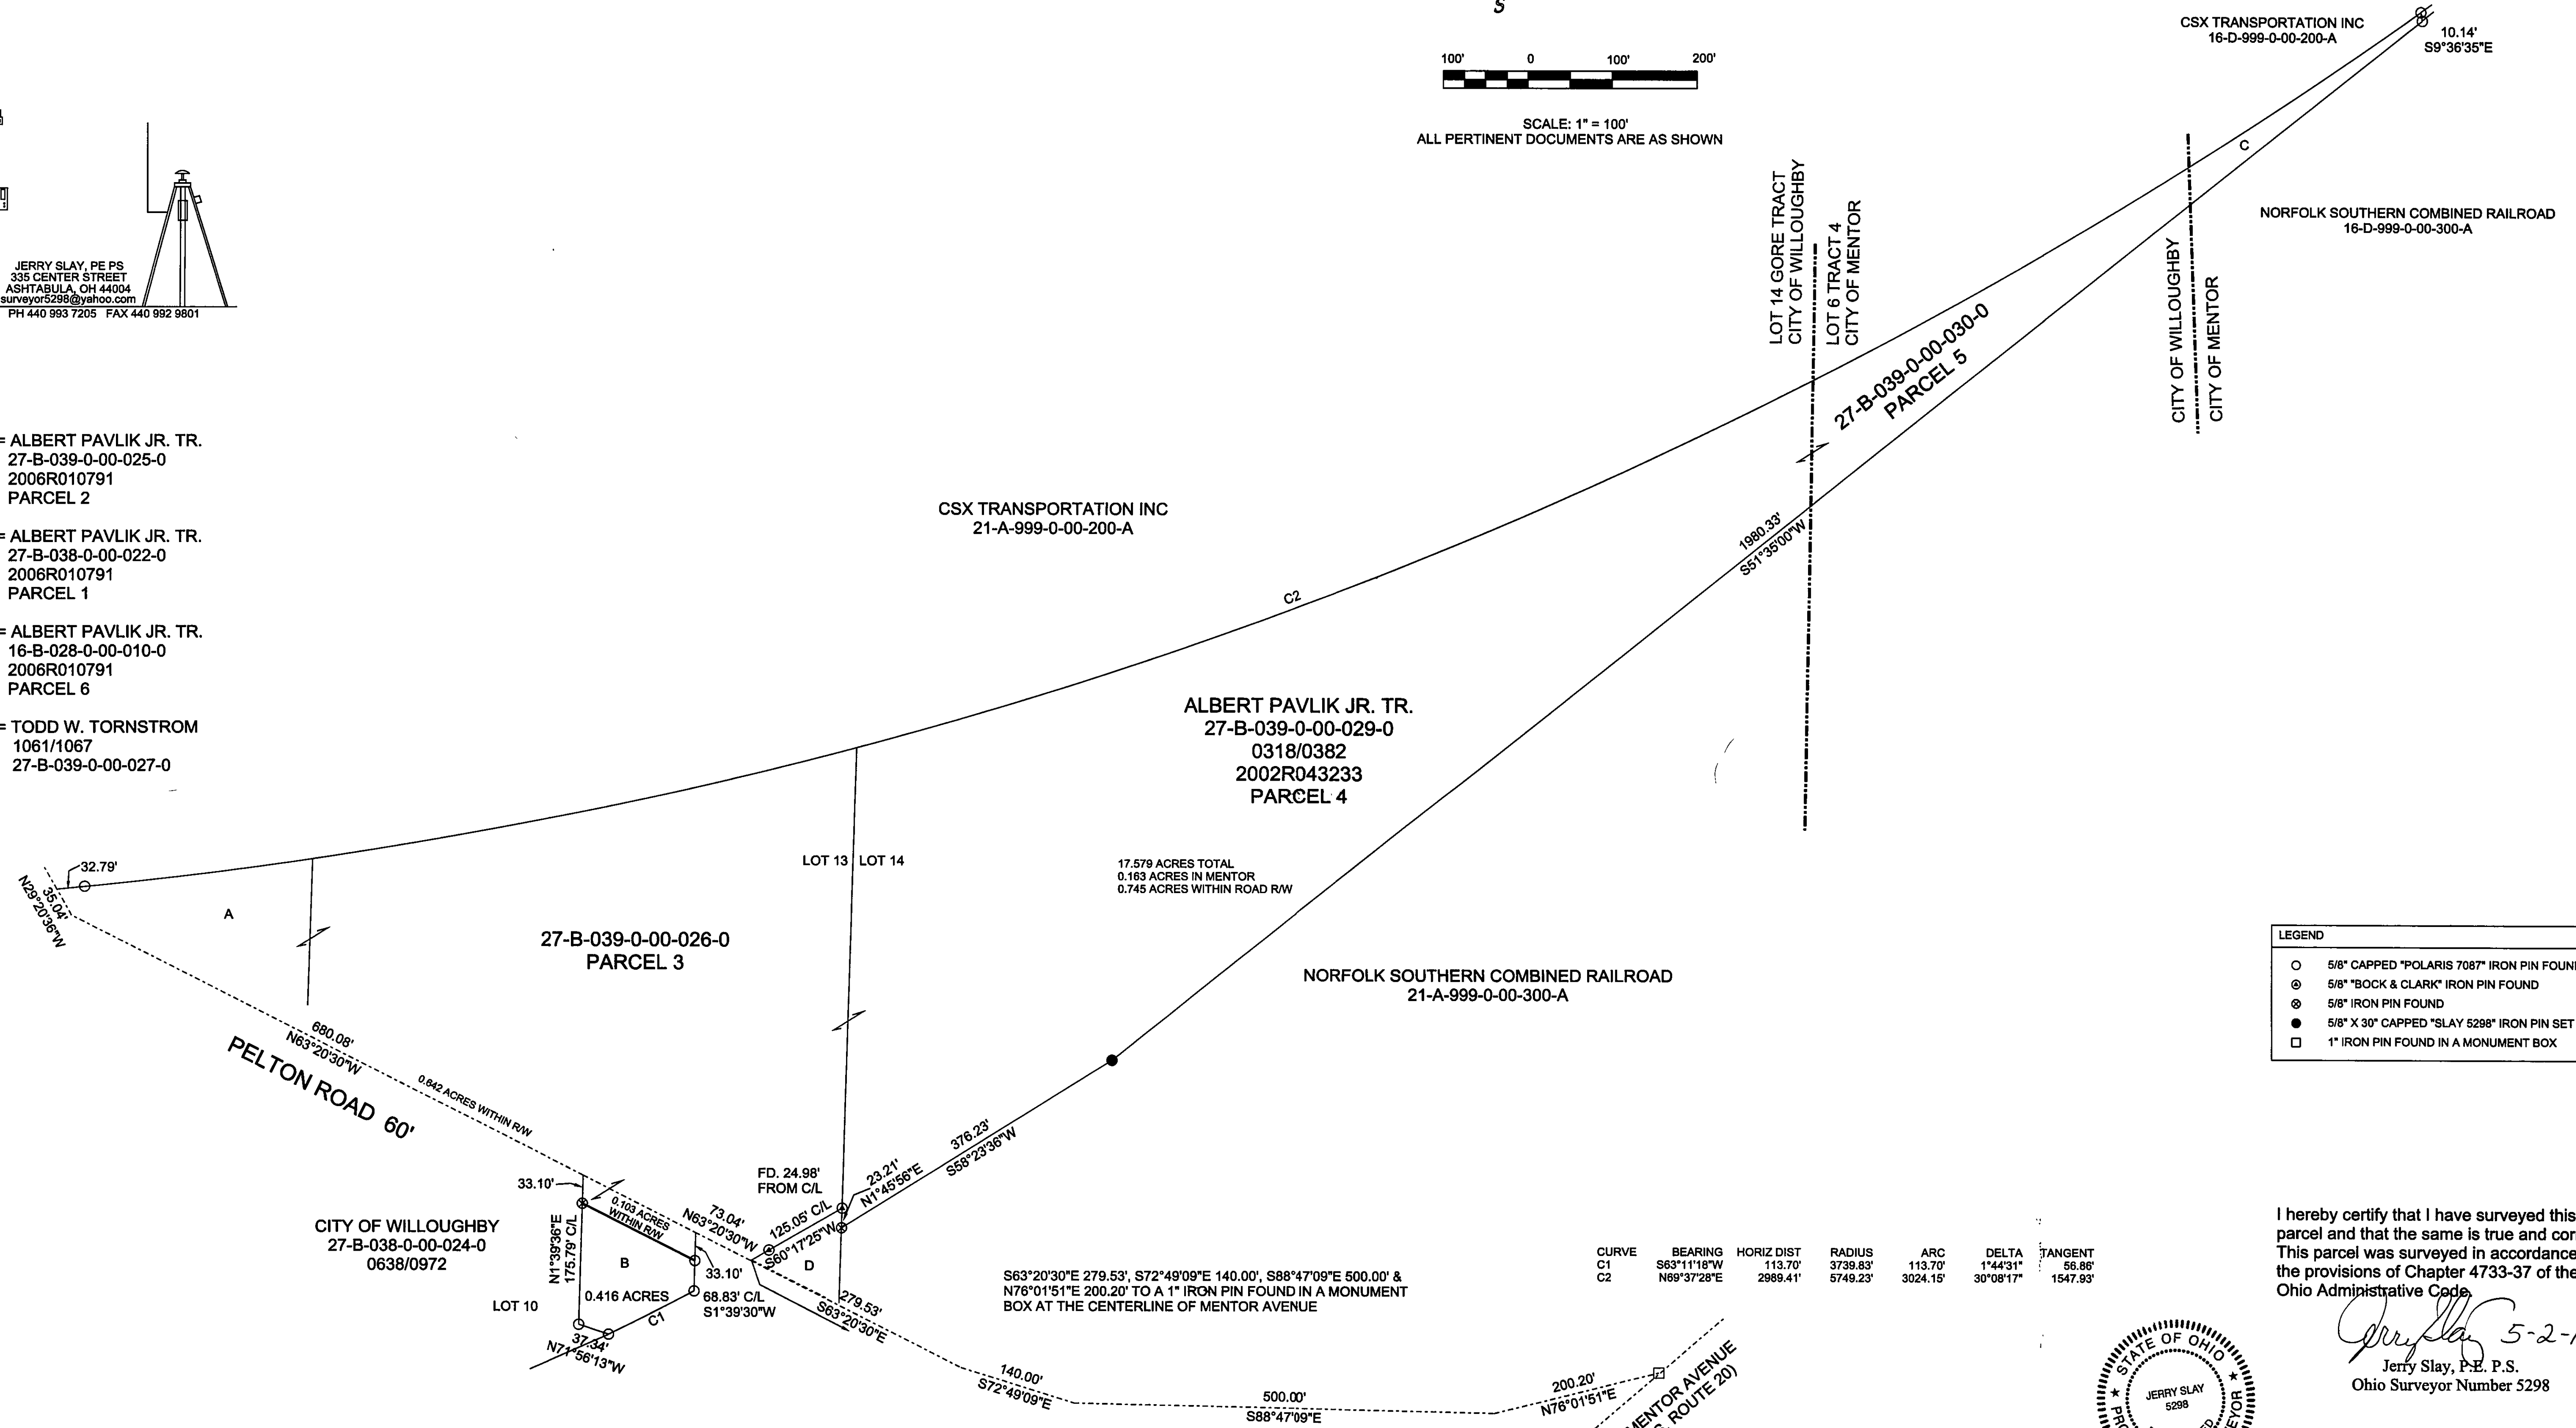 S
100' 0 100' 200'
SCALE: 1" = 100'
ALL PERTINENT DOCUMENTS ARE AS SHOWN
CSX TRANSPORTATION INC
16-D-999-0-00-200-A
10.14'
S9°36'35"E
C
NORFOLK SOUTHERN COMBINED RAILROAD
16-D-999-0-00-300-A
LOT 14 GORE TRACT
CITY OF WILLOUGHBY
LOT 6 TRACT 4
CITY OF MENTOR
CITY OF WILLOUGHBY
CITY OF MENTOR
27-B-039-0-00-030-0
PARCEL 5
JERRY SLAY, PE PS
335 CENTER STREET
ASHTABULA, OH 44004
surveyor5298@yahoo.com
PH 440 993 7205 FAX 440 992 9801
= ALBERT PAVLIK JR. TR.
27-B-039-0-00-025-0
2006R010791
PARCEL 2
= ALBERT PAVLIK JR. TR.
27-B-038-0-00-022-0
2006R010791
PARCEL 1
= ALBERT PAVLIK JR. TR.
16-B-028-0-00-010-0
2006R010791
PARCEL 6
= TODD W. TORNSTROM
1061/1067
27-B-039-0-00-027-0
CSX TRANSPORTATION INC
21-A-999-0-00-200-A
C2
1980.33'
S51°35'00"W
ALBERT PAVLIK JR. TR.
27-B-039-0-00-029-0
0318/0382
2002R043233
PARCEL 4
LOT 13 LOT 14
17.579 ACRES TOTAL
0.163 ACRES IN MENTOR
0.745 ACRES WITHIN ROAD R/W
32.79'
35.04'
N29°20'36"W
A
27-B-039-0-00-026-0
PARCEL 3
NORFOLK SOUTHERN COMBINED RAILROAD
21-A-999-0-00-300-A
LEGEND
5/8" CAPPED "POLARIS 7087" IRON PIN FOUN
5/8" "BOCK & CLARK" IRON PIN FOUND
5/8" IRON PIN FOUND
5/8" X 30" CAPPED "SLAY 5298" IRON PIN SET
1" IRON PIN FOUND IN A MONUMENT BOX
680.08'
N63°20'30"W
0.642 ACRES WITHIN R/W
PELTON ROAD 60'
376.23'
S58°23'36"W
FD. 24.98'
FROM C/L
23.21'
N1°45'56"E
125.05' C/L
S60°17'25"W
33.10'
0.103 ACRES
WITHIN R/W
73.04'
N63°20'30"W
CITY OF WILLOUGHBY
27-B-038-0-00-024-0
0638/0972
N1°39'36"E
175.79' C/L
B
33.10'
D
0.416 ACRES
LOT 10
68.83' C/L
S1°39'30"W
C1
37.34'
N71°56'13"W
279.53'
S63°20'30"E
S63°20'30"E 279.53', S72°49'09"E 140.00', S88°47'09"E 500.00' &
N76°01'51"E 200.20' TO A 1" IRON PIN FOUND IN A MONUMENT
BOX AT THE CENTERLINE OF MENTOR AVENUE
140.00'
S72°49'09"E
500.00'
S88°47'09"E
200.20'
N76°01'51"E
MENTOR AVENUE
ROUTE 20)
CURVE BEARING HORIZ DIST RADIUS ARC DELTA TANGENT
C1 S63°11'18"W 113.70' 3739.83' 113.70' 1°44'31" 56.86'
C2 N69°37'28"E 2989.41' 5749.23' 3024.15' 30°08'17" 1547.93'
I hereby certify that I have surveyed this
parcel and that the same is true and cor
This parcel was surveyed in accordance
the provisions of Chapter 4733-37 of the
Ohio Administrative Code.
Jerry Slay 5-2-1
Jerry Slay, P.E. P.S.
Ohio Surveyor Number 5298
STATE OF OHIO
JERRY SLAY
5298